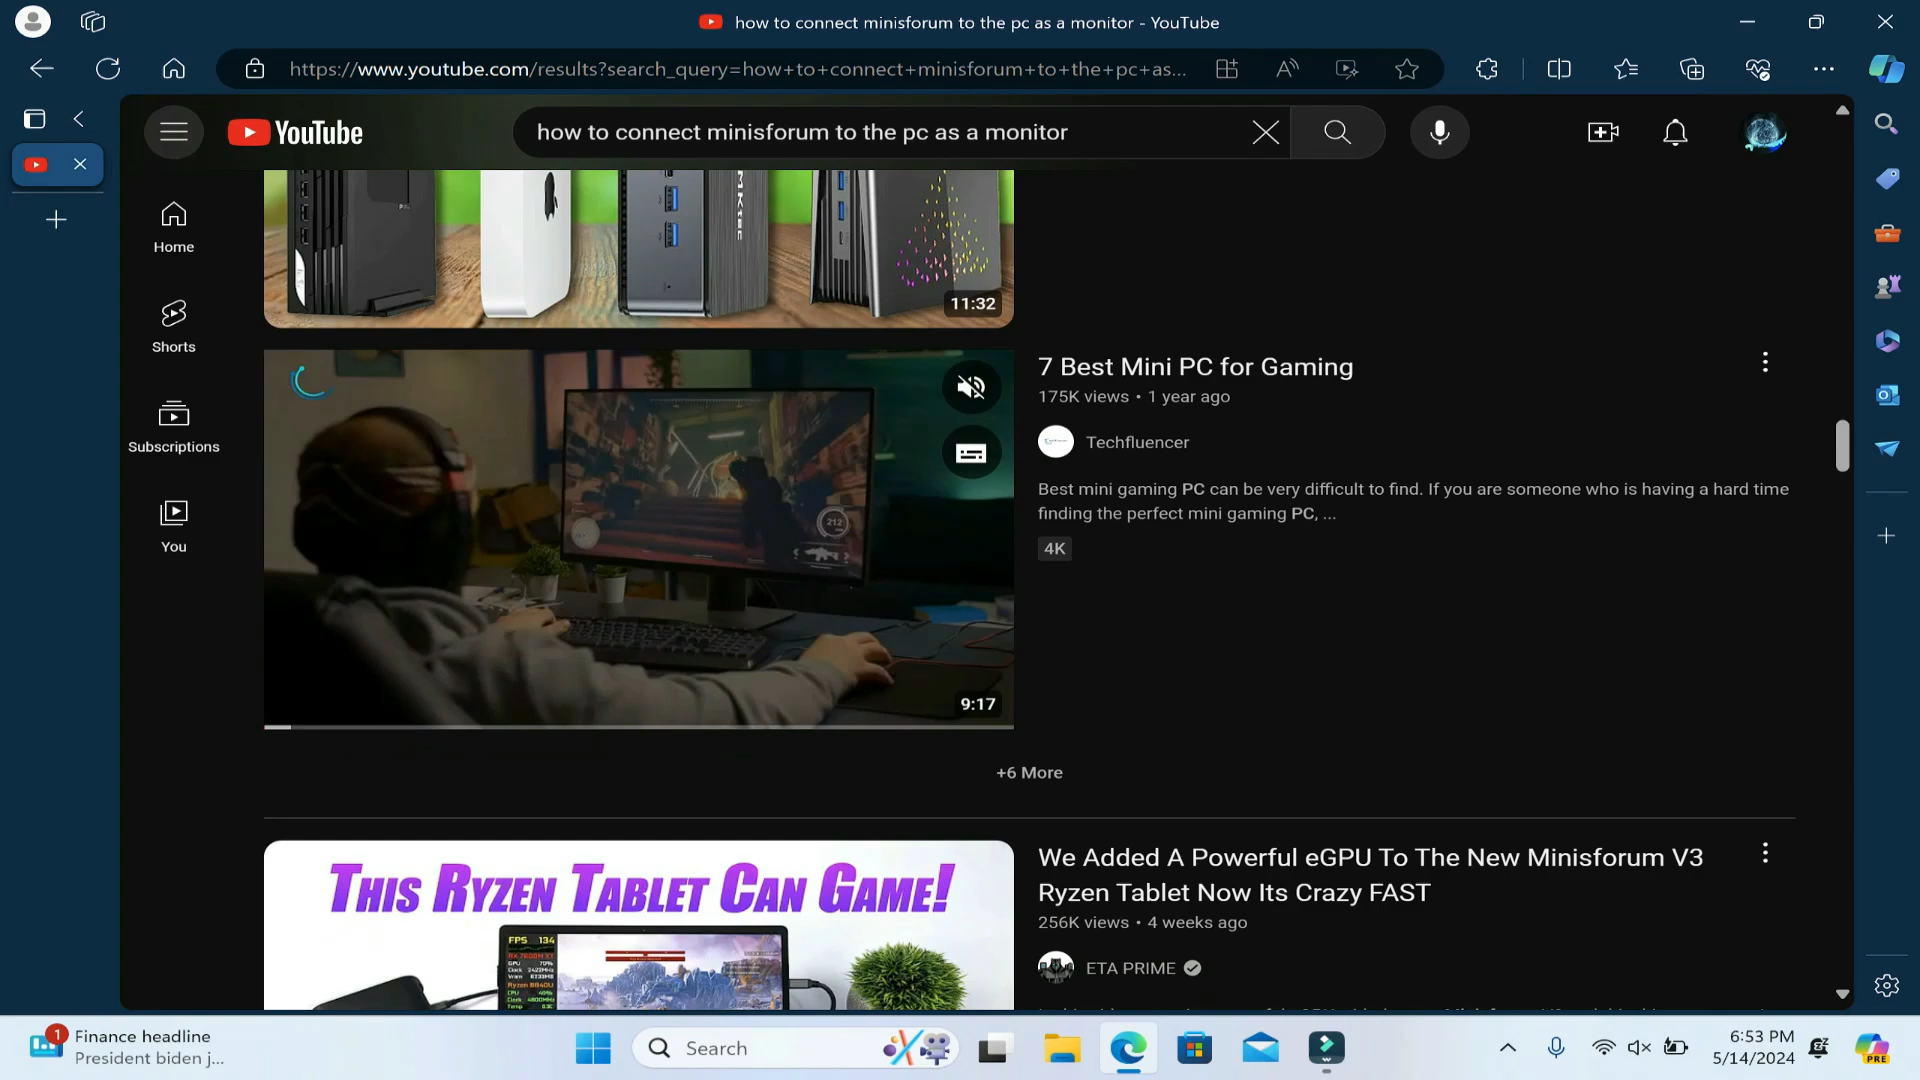 how to connect minisforum to the pc as a monitor - YouTube
https://www.youtube.com/results?search_query=how+to+connect+minisforum+to+the+pc+as...
YouTube
how to connect minisforum to the pc as a monitor
Home
Shorts
Subscriptions
You
11:32
7 Best Mini PC for Gaming
175K views • 1 year ago
Techfluencer
Best mini gaming PC can be very difficult to find. If you are someone who is having a hard time
finding the perfect mini gaming PC, ...
4K
212
9:17
+6 More
THIS RYZEN TABLET CAN GAME!
FPS 134
We Added A Powerful eGPU To The New Minisforum V3
Ryzen Tablet Now Its Crazy FAST
256K views • 4 weeks ago
ETA PRIME
1
Finance headline
President biden j...
Search
6:53 PM
5/14/2024
PRE